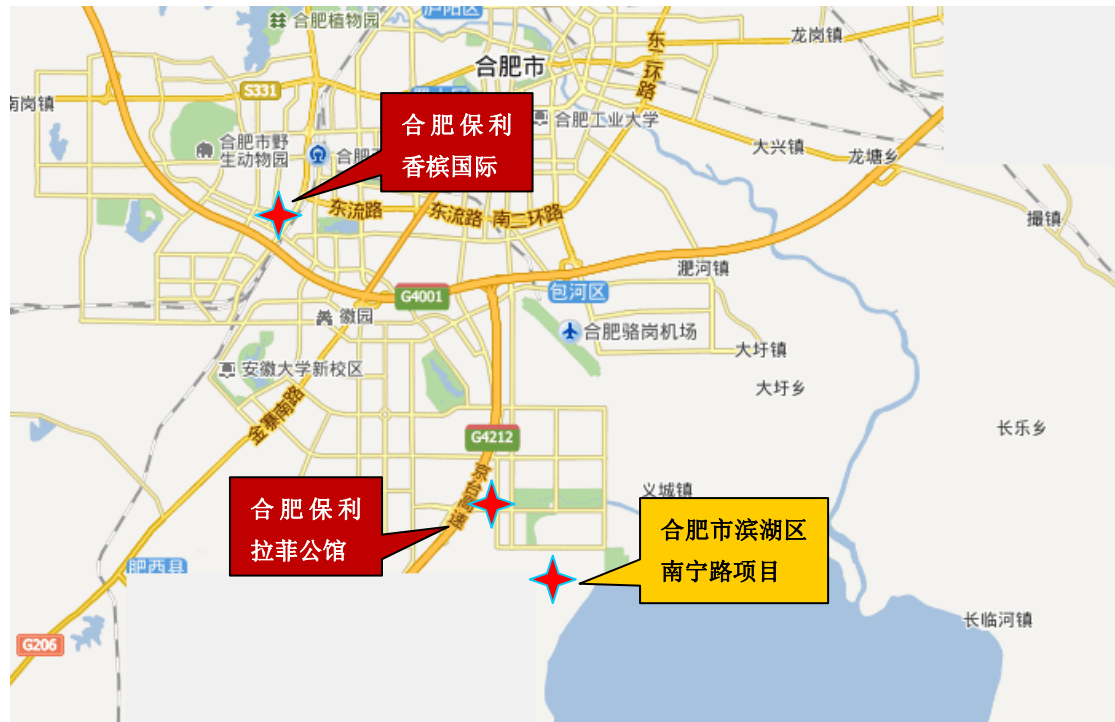 庐阳区
合肥植物园
龙岗镇
东二环路
合肥市
S331
南岗镇
合肥保利
香槟国际
合肥工业大学
合肥市野
生动物园
合肥
大兴镇
龙塘乡
撮镇
东流路
东流路
南二环路
淝河镇
G4001
包河区
徽园
合肥骆岗机场
大圩镇
安徽大学新校区
大圩乡
金寨南路
长乐乡
G4212
京台高速
义城镇
合肥保利
拉菲公馆
合肥市滨湖区
南宁路项目
肥西县
长临河镇
G206